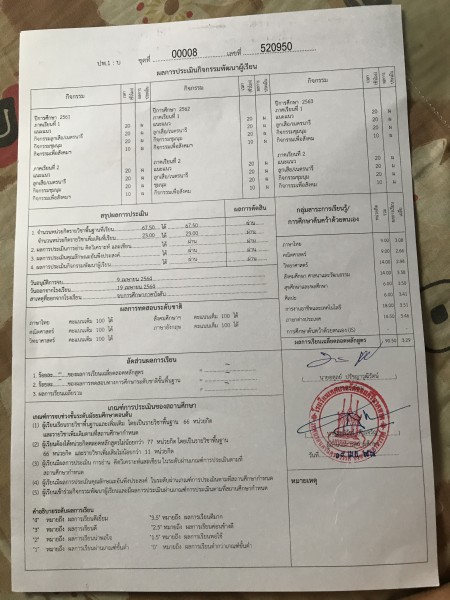 ปพ.1 : บ ชุดที่ 00008 เลขที่ 520950
ผลการประเมินกิจกรรมพัฒนาผู้เรียน
กิจกรรม กิจกรรม กิจกรรม
ปีการศึกษา 2561
ภาคเรียนที่ 1
แนะแนว 20 ผ
ลูกเสือ/เนตรนารี 20 ผ
กิจกรรมชุมนุม 20 ผ
กิจกรรมเพื่อสังคมฯ 10 ผ
ภาคเรียนที่ 2
แนะแนว 20 ผ
ลูกเสือ/เนตรนารี 20 ผ
ชุมนุม 20 ผ
กิจกรรมเพื่อสังคม 10 ผ
ปีการศึกษา 2562
ภาคเรียนที่ 1
แนะแนว 20 ผ
ลูกเสือ/เนตรนารี 20 ผ
กิจกรรมชุมนุม 20 ผ
กิจกรรมเพื่อสังคม 10 ผ
ภาคเรียนที่ 2
แนะแนว 20 ผ
ลูกเสือ/เนตรนารี 20 ผ
ชุมนุม 20 ผ
กิจกรรมเพื่อสังคม 10 ผ
ปีการศึกษา 2563
ภาคเรียนที่ 1
แนะแนว 20 ผ
ลูกเสือ/เนตรนารี 20 ผ
กิจกรรมชุมนุม 20 ผ
กิจกรรมเพื่อสังคม 10 ผ
ภาคเรียนที่ 2
แนะแนว 20 ผ
ลูกเสือ/เนตรนารี 20 ผ
ชุมนุม 20 ผ
กิจกรรมเพื่อสังคม 10 ผ
สรุปผลการประเมิน ผลการตัดสิน
1. จำนวนหน่วยกิตรายวิชาพื้นฐานที่เรียน 67.50 ได้ 67.50 ผ่าน
จำนวนหน่วยกิตรายวิชาเพิ่มเติมที่เรียน 23.00 ได้ 23.00 ผ่าน
2. ผลการประเมินการอ่าน คิดวิเคราะห์ และเขียน ได้ ผ่าน ผ่าน
3. ผลการประเมินคุณลักษณะอันพึงประสงค์ ได้ ผ่าน ผ่าน
4. ผลการประเมินกิจกรรมพัฒนาผู้เรียน ได้ ผ่าน ผ่าน
วันอนุมัติการจบ 9 เมษายน 2564
วันออกจากโรงเรียน 19 เมษายน 2564
สาเหตุที่ออกจากโรงเรียน จบการศึกษาภาคบังคับ
ผลการทดสอบระดับชาติ
ภาษาไทย คะแนนเต็ม 100 ได้ สังคมศึกษาฯ คะแนนเต็ม 100 ได้
คณิตศาสตร์ คะแนนเต็ม 100 ได้ ภาษาอังกฤษ คะแนนเต็ม 100 ได้
วิทยาศาสตร์ คะแนนเต็ม 100 ได้
กลุ่มสาระการเรียนรู้/
การศึกษาค้นคว้าด้วยตนเอง
ภาษาไทย 9.00
คณิตศาสตร์
วิทยาศาสตร์
สังคมศึกษา ศาสนาและวัฒนธรรม
สุขศึกษาและพลศึกษา
ศิลปะ
การงานอาชีพและเทคโนโลยี
ภาษาต่างประเทศ
การศึกษาค้นคว้าด้วยตนเอง (IS)
ผลการเรียนเฉลี่ยตลอดหลักสูตร
สัดส่วนผลการเรียน
1. ร้อยละ ของผลการเรียนเฉลี่ยตลอดหลักสูตร
2. ร้อยละ ของผลการทดสอบทางการศึกษาระดับชาติขั้นพื้นฐาน
3. ผลการเรียนเฉลี่ยรวม
เกณฑ์การประเมินของสถานศึกษา
เกณฑ์การจบช่วงชั้นระดับมัธยมศึกษาตอนต้น
(1) ผู้เรียนเรียนรายวิชาพื้นฐานและเพิ่มเติม โดยเป็นรายวิชาพื้นฐาน 66 หน่วยกิต
และรายวิชาเพิ่มเติมตามที่สถานศึกษากำหนด
(2) ผู้เรียนต้องได้หน่วยกิตตลอดหลักสูตรไม่น้อยกว่า 77 หน่วยกิต โดยเป็นรายวิชาพื้นฐาน
66 หน่วยกิต และรายวิชาเพิ่มเติมไม่น้อยกว่า 11 หน่วยกิต
(3) ผู้เรียนมีผลการประเมิน การอ่าน คิดวิเคราะห์และเขียน ในระดับผ่านเกณฑ์การประเมินตามที่
สถานศึกษากำหนด
(4) ผู้เรียนมีผลการประเมินคุณลักษณะอันพึงประสงค์ ในระดับผ่านเกณฑ์การประเมินตามที่สถานศึกษากำหนด
(5) ผู้เรียนเข้าร่วมกิจกรรมพัฒนาผู้เรียนและมีผลการประเมินผ่านเกณฑ์การประเมินตามที่สถานศึกษากำหนด
วันที่
หมายเหตุ
คำอธิบายระดับผลการเรียน
"4" หมายถึง ผลการเรียนดีเยี่ยม "3.5" หมายถึง ผลการเรียนดีมาก
"3" หมายถึง ผลการเรียนดี "2.5" หมายถึง ผลการเรียนค่อนข้างดี
"2" หมายถึง ผลการเรียนน่าพอใจ "1.5" หมายถึง ผลการเรียนพอใช้
"1" หมายถึง ผลการเรียนผ่านเกณฑ์ขั้นต่ำ "0" หมายถึง ผลการเรียนต่ำกว่าเกณฑ์ขั้นต่ำ